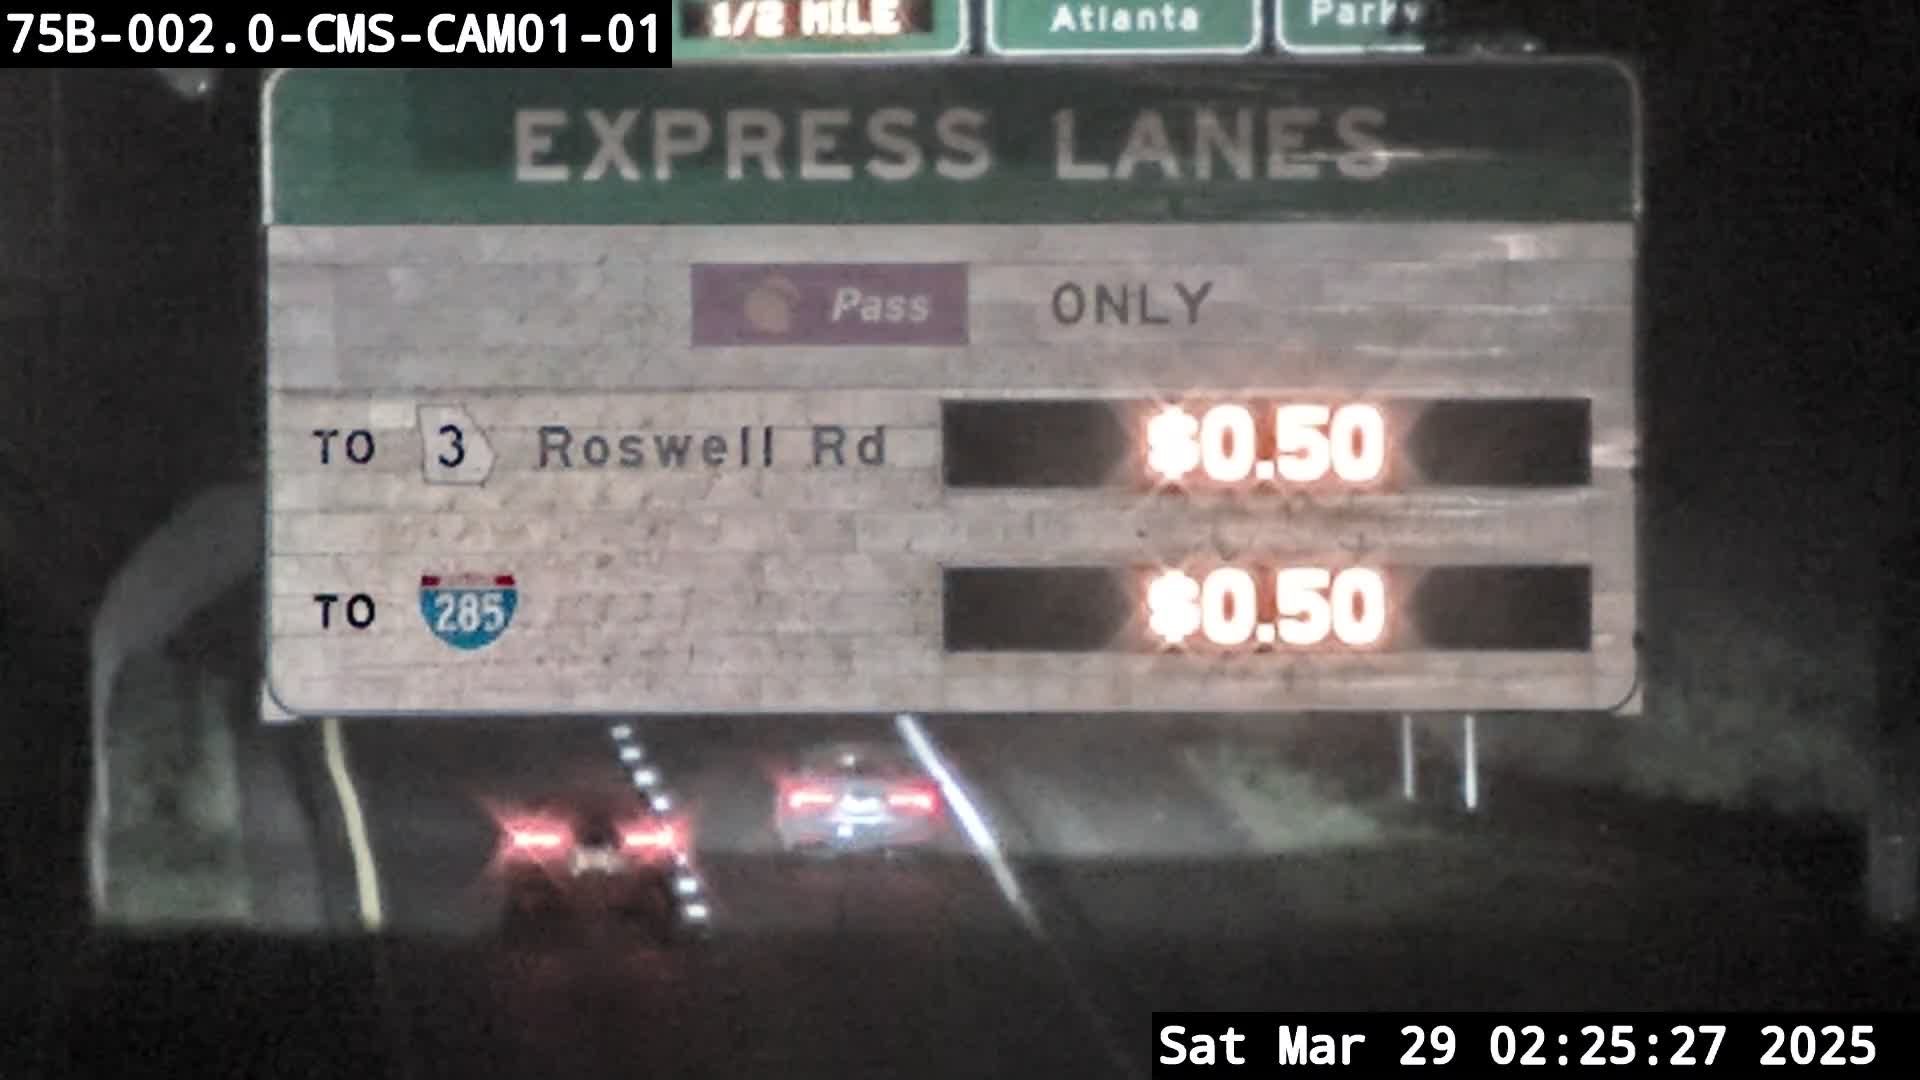 75B-002.0-CMS-CAM01-01
1/2 MILE
Atlanta
EXPRESS LANES
Pass ONLY
TO 3 Roswell Rd $0.50
TO 285 $0.50
Sat Mar 29 02:25:27 2025